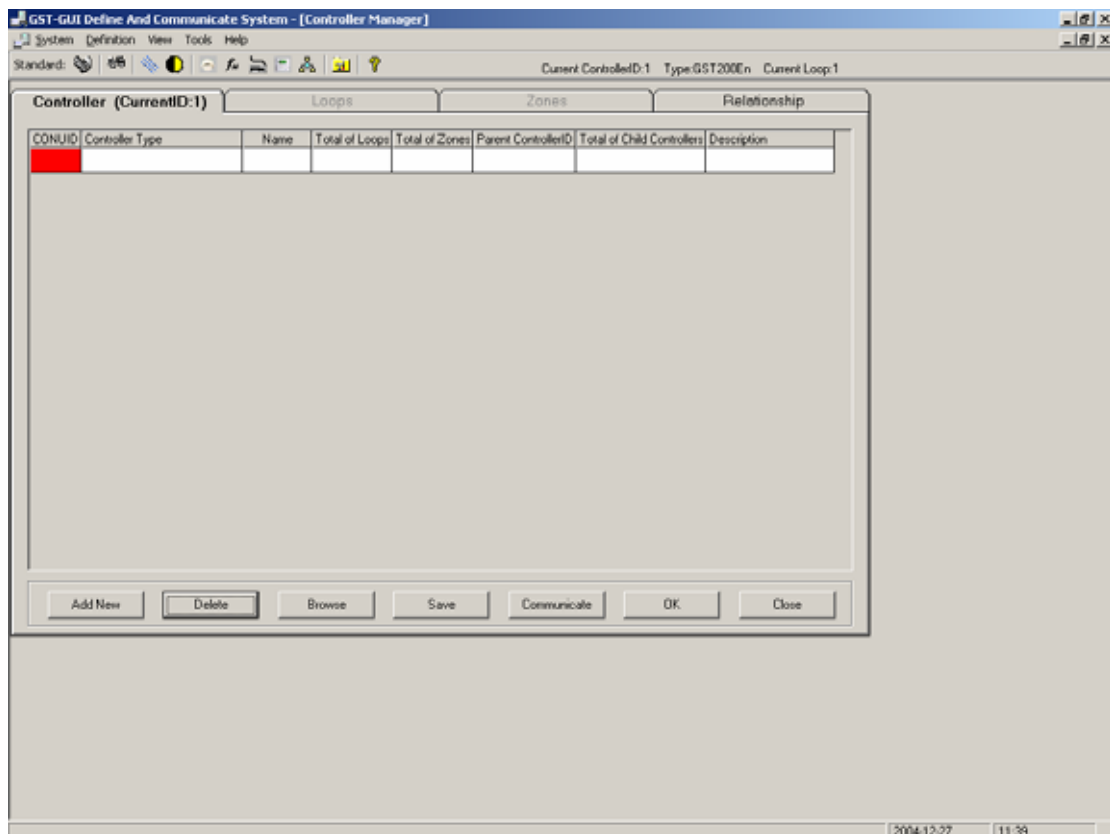 GST-GUI Define And Communicate System - [Controller Manager]
System Definition View Tools Help
Standard: Current ControlledID:1 Type:GST200En Current Loop:1
Controller (CurrentID:1) Loops Zones Relationship
CONUID Controller Type Name Total of Loops Total of Zones Parent ControllerID Total of Child Controllers Description
Add New Delete Browse Save Communicate OK Close
2004-12-27 11:39